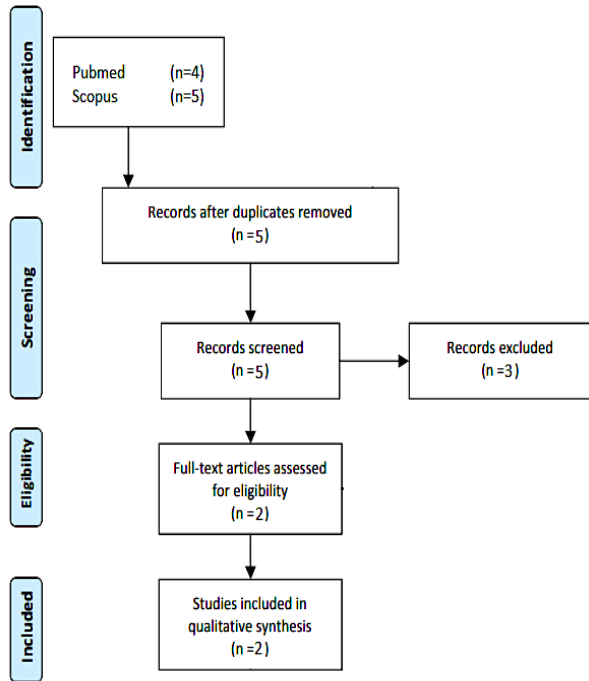 Identification
Pubmed (n=4)
Scopus (n=5)
Records after duplicates removed
(n =5)
Screening
Records screened
(n =5)
Records excluded
(n =3)
Eligibility
Full-text articles assessed
for eligibility
(n =2)
Included
Studies included in
qualitative synthesis
(n =2)